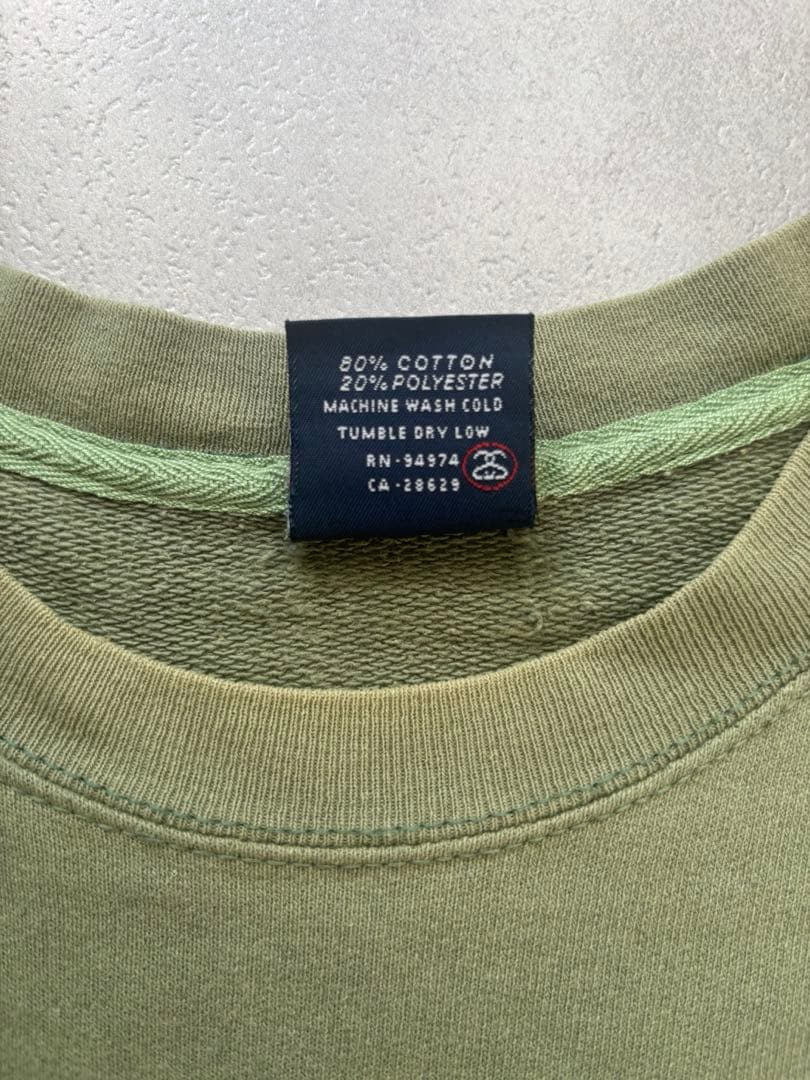 80% COTTON
20% POLYESTER
MACHINE WASH COLD
TUMBLE DRY LOW
RN-94974
CA-28629